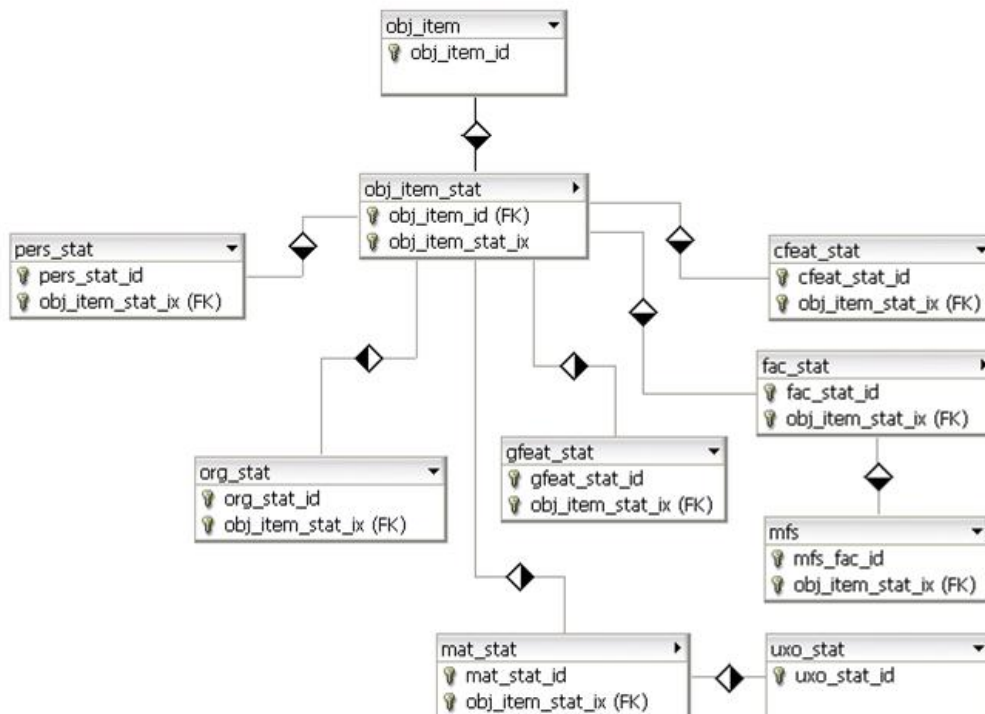 obj_item
obj_item_id
obj_item_stat
obj_item_id (FK)
obj_item_stat_ix
pers_stat
pers_stat_id
obj_item_stat_ix (FK)
cfeat_stat
cfeat_stat_id
obj_item_stat_ix (FK)
fac_stat
fac_stat_id
obj_item_stat_ix (FK)
org_stat
org_stat_id
obj_item_stat_ix (FK)
gfeat_stat
gfeat_stat_id
obj_item_stat_ix (FK)
mfs
mfs_fac_id
obj_item_stat_ix (FK)
mat_stat
mat_stat_id
obj_item_stat_ix (FK)
uxo_stat
uxo_stat_id